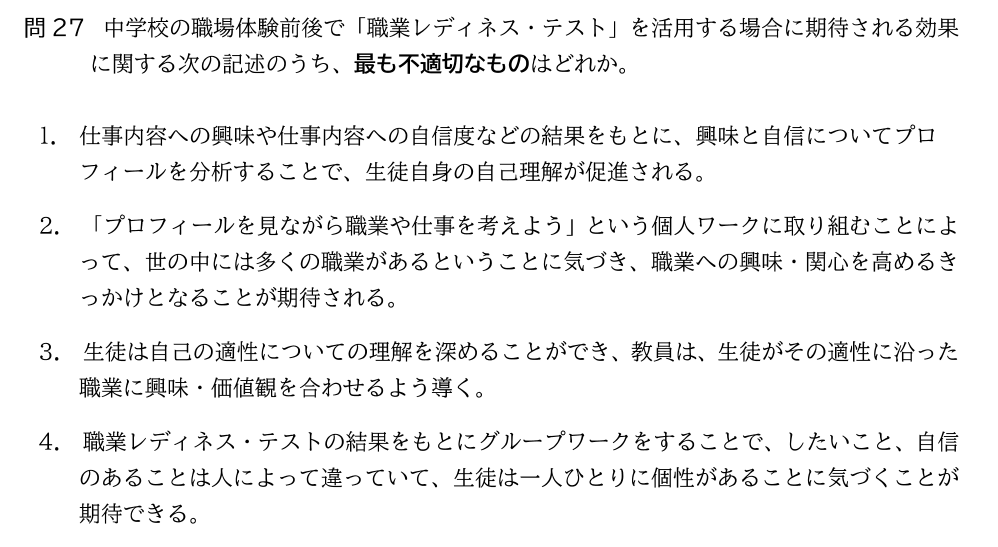 問 27 中学校の職場体験前後で「職業レディネス・テスト」を活用する場合に期待される効果
に関する次の記述のうち、最も不適切なものはどれか。
1. 仕事内容への興味や仕事内容への自信度などの結果をもとに、興味と自信についてプロ
フィールを分析することで、生徒自身の自己理解が促進される。
2. 「プロフィールを見ながら職業や仕事を考えよう」という個人ワークに取り組むことによ
って、世の中には多くの職業があるということに気づき、職業への興味・関心を高めるき
っかけとなることが期待される。
3. 生徒は自己の適性についての理解を深めることができ、教員は、生徒がその適性に沿った
職業に興味・価値観を合わせるよう導く。
4. 職業レディネス・テストの結果をもとにグループワークをすることで、したいこと、自信
のあることは人によって違っていて、生徒は一人ひとりに個性があることに気づくことが
期待できる。